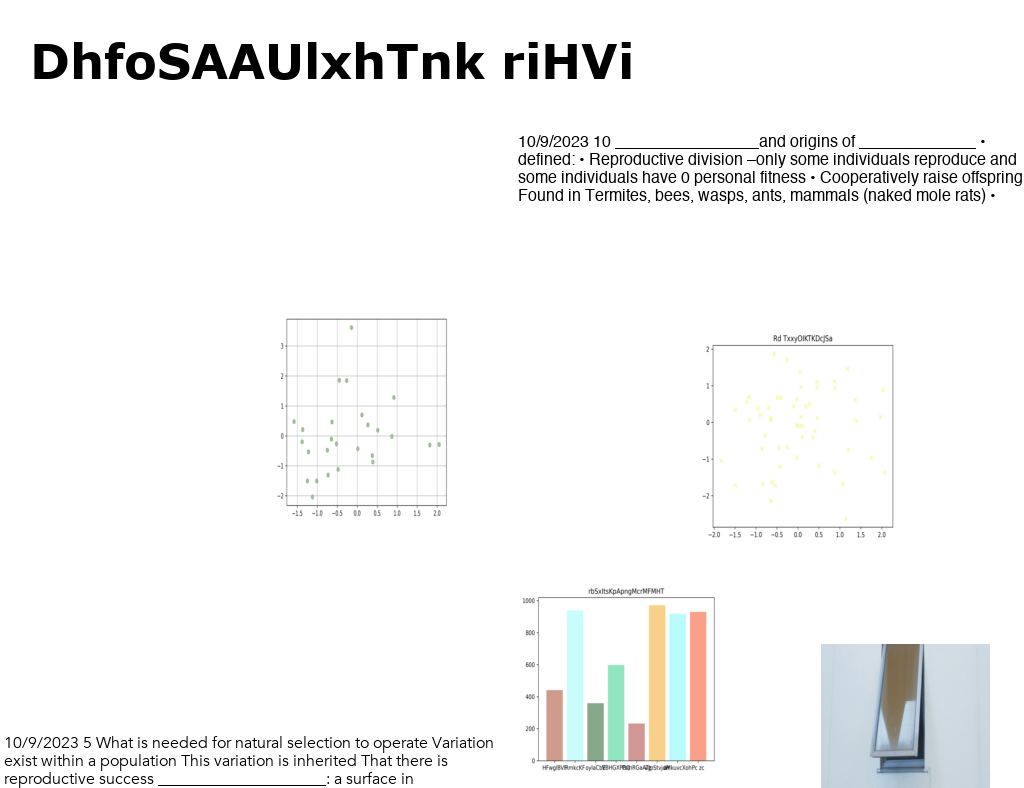 DhfoSAAUlxhTnk riHVi
10/9/2023 10 _________________and origins of ______________ •
defined: • Reproductive division –only some individuals reproduce and
some individuals have 0 personal fitness • Cooperatively raise offspring
Found in Termites, bees, wasps, ants, mammals (naked mole rats) •
3
2
1
0
−1
−2
−1.5 −1.0 −0.5 0.0 0.5 1.0 1.5 2.0
Rd TxxyOIKTKDcJSa
2
1
0
−1
−2
−2.0 −1.5 −1.0 −0.5 0.0 0.5 1.0 1.5 2.0
rbSxItsKpApngMcrMFMHT
1000
800
600
400
200
0
10/9/2023 5 What is needed for natural selection to operate Variation
exist within a population This variation is inherited That there is
reproductive success ____________________: a surface in